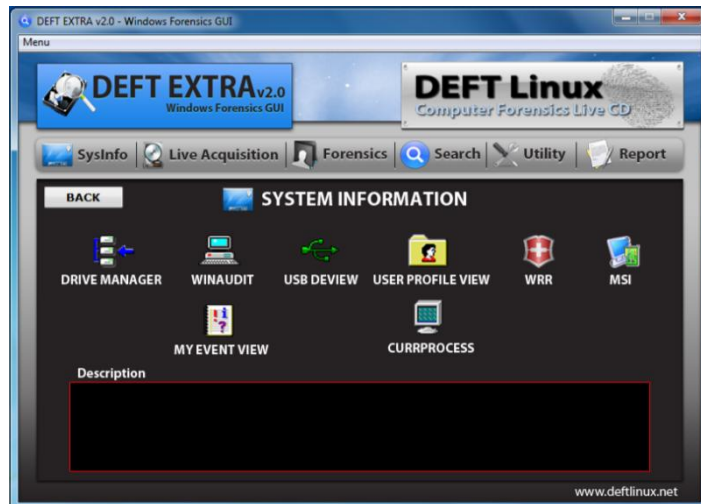 DEFT EXTRA v2.0 - Windows Forensics GUI
Menu
DEFT EXTRA v2.0
Windows Forensics GUI
DEFT Linux
Computer Forensics Live CD
SysInfo Live Acquisition Forensics Search Utility Report
BACK SYSTEM INFORMATION
DRIVE MANAGER WINAUDIT USB DEVIEW USER PROFILE VIEW WRR MSI
MY EVENT VIEW CURRPROCESS
Description
www.deftlinux.net